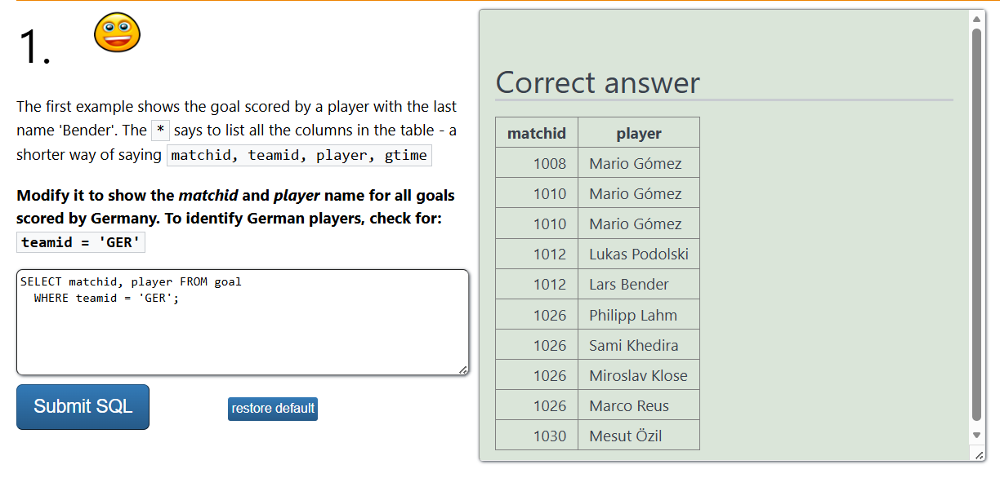 1.
The first example shows the goal scored by a player with the last
name 'Bender'. The * says to list all the columns in the table - a
shorter way of saying matchid, teamid, player, gtime
Modify it to show the matchid and player name for all goals
scored by Germany. To identify German players, check for:
teamid = 'GER'
SELECT matchid, player FROM goal
  WHERE teamid = 'GER';
Submit SQL
restore default
Correct answer
matchid player
1008 Mario Gómez
1010 Mario Gómez
1010 Mario Gómez
1012 Lukas Podolski
1012 Lars Bender
1026 Philipp Lahm
1026 Sami Khedira
1026 Miroslav Klose
1026 Marco Reus
1030 Mesut Özil